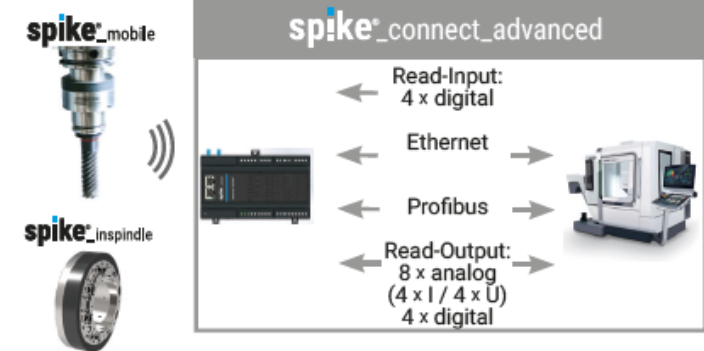 spike®_mobile
spike®_connect_advanced
Read-Input:
4 x digital
Ethernet
Profibus
spike®_inspindle
Read-Output:
8 x analog
(4 x I / 4 x U)
4 x digital